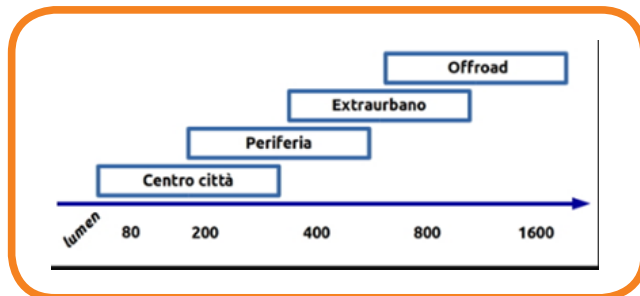 Offroad
Extraurbano
Periferia
Centro città
lumen 80 200 400 800 1600